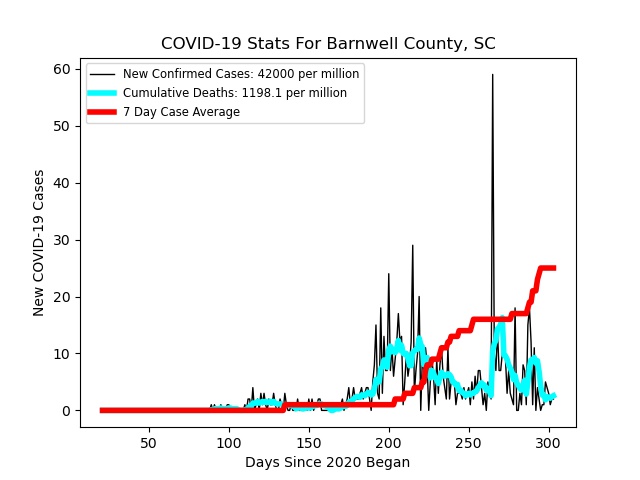 COVID-19 Stats For Barnwell County, SC
New Confirmed Cases: 42000 per million
Cumulative Deaths: 1198.1 per million
7 Day Case Average
New COVID-19 Cases
60
50
40
30
20
10
0
50 100 150 200 250 300
Days Since 2020 Began